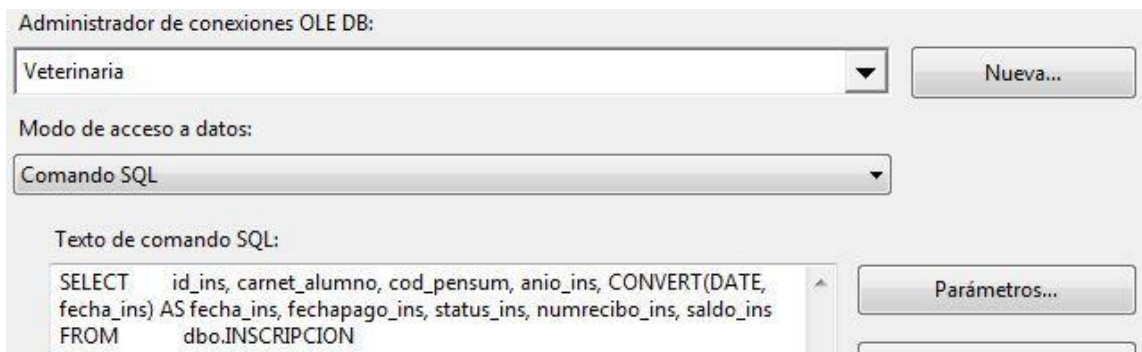 Administrador de conexiones OLE DB:
Veterinaria
Nueva...
Modo de acceso a datos:
Comando SQL
Texto de comando SQL:
SELECT id_ins, carnet_alumno, cod_pensum, anio_ins, CONVERT(DATE,
fecha_ins) AS fecha_ins, fechapago_ins, status_ins, numrecibo_ins, saldo_ins
FROM dbo.INSCRIPCION
Parámetros...